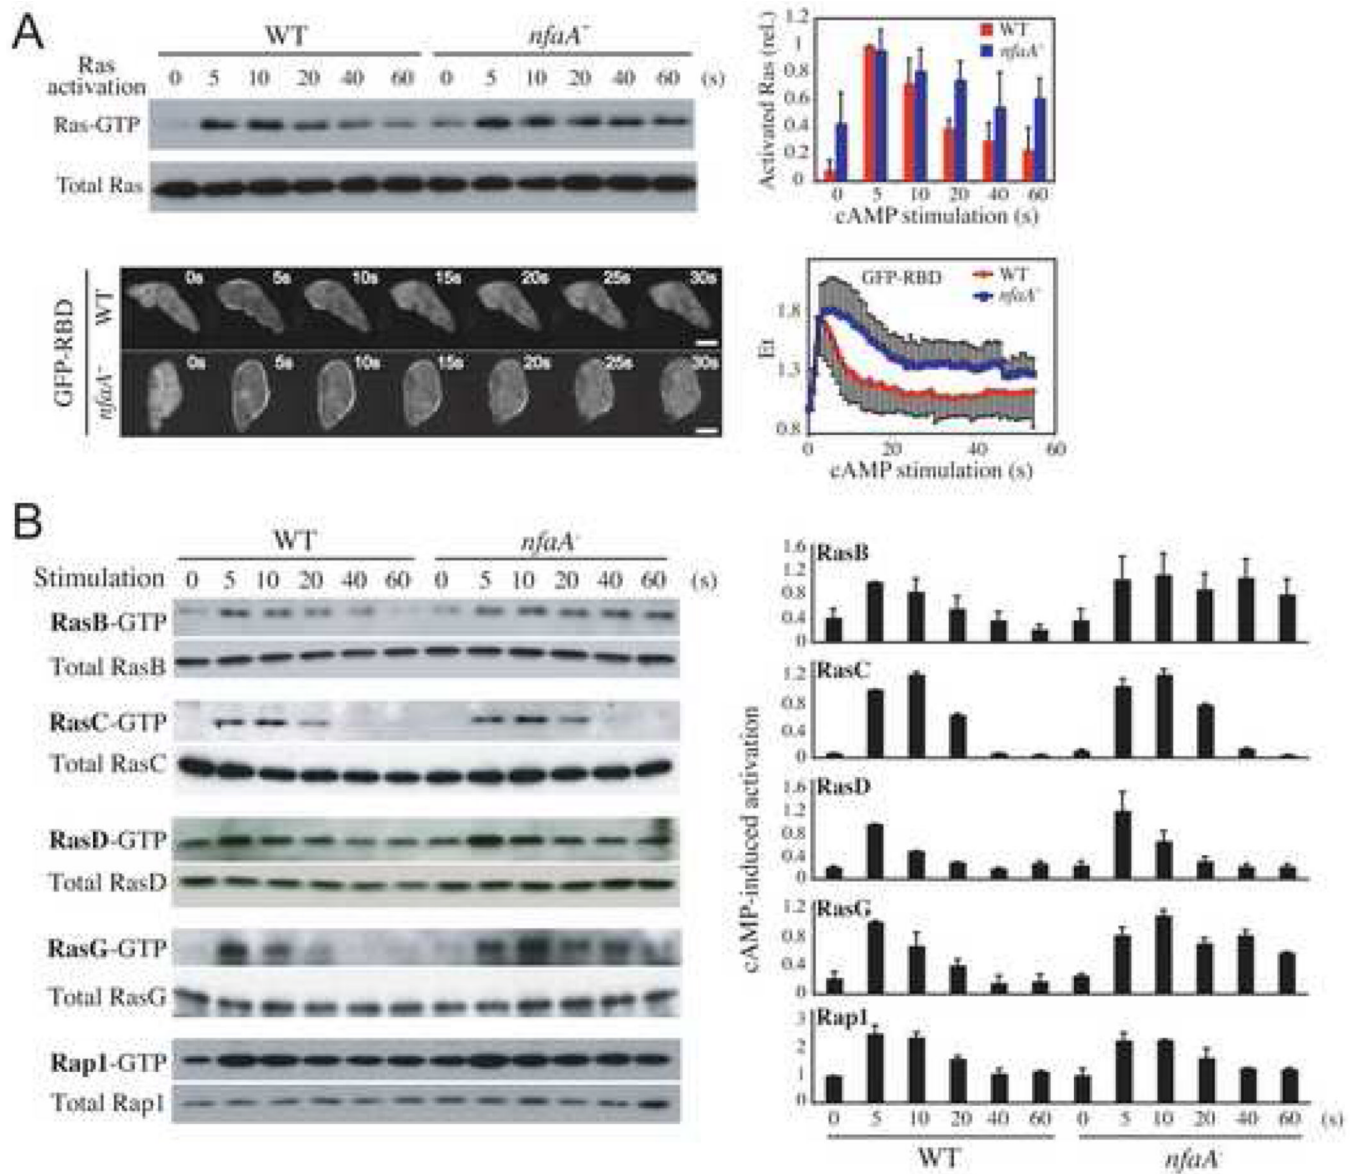 A
WT nfaA⁻
Ras activation 0 5 10 20 40 60 0 5 10 20 40 60 (s)
Ras-GTP
Total Ras
Activated Ras (rel.)
1.2
1
0.8
0.6
0.4
0.2
0
WT
nfaA⁻
0 5 10 20 40 60
cAMP stimulation (s)
GFP-RBD
WT
0s 5s 10s 15s 20s 25s 30s
nfaA⁻
0s 5s 10s 15s 20s 25s 30s
GFP-RBD
WT
nfaA⁻
Et
1.8
1.3
0.8
0 20 40 60
cAMP stimulation (s)
B
WT nfaA⁻
Stimulation 0 5 10 20 40 60 0 5 10 20 40 60 (s)
RasB-GTP
Total RasB
RasC-GTP
Total RasC
RasD-GTP
Total RasD
RasG-GTP
Total RasG
Rap1-GTP
Total Rap1
cAMP-induced activation
RasB
1.6
1.2
0.4
0
RasC
1.2
0.8
0.4
0
RasD
1.6
1.2
0.8
0.4
0
RasG
1.2
0.8
0.4
0
Rap1
3
2
1
0
0 5 10 20 40 60 0 5 10 20 40 60 (s)
WT nfaA